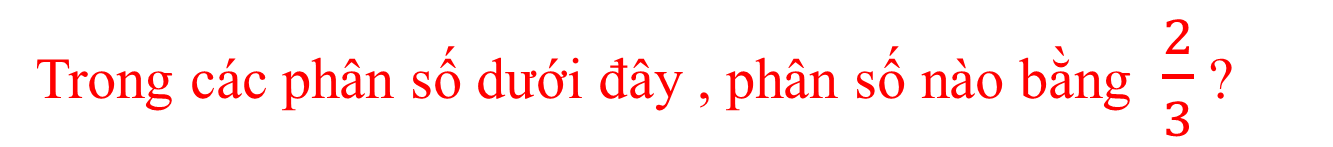 Trong các phân số dưới đây , phân số nào bằng 2/3 ?